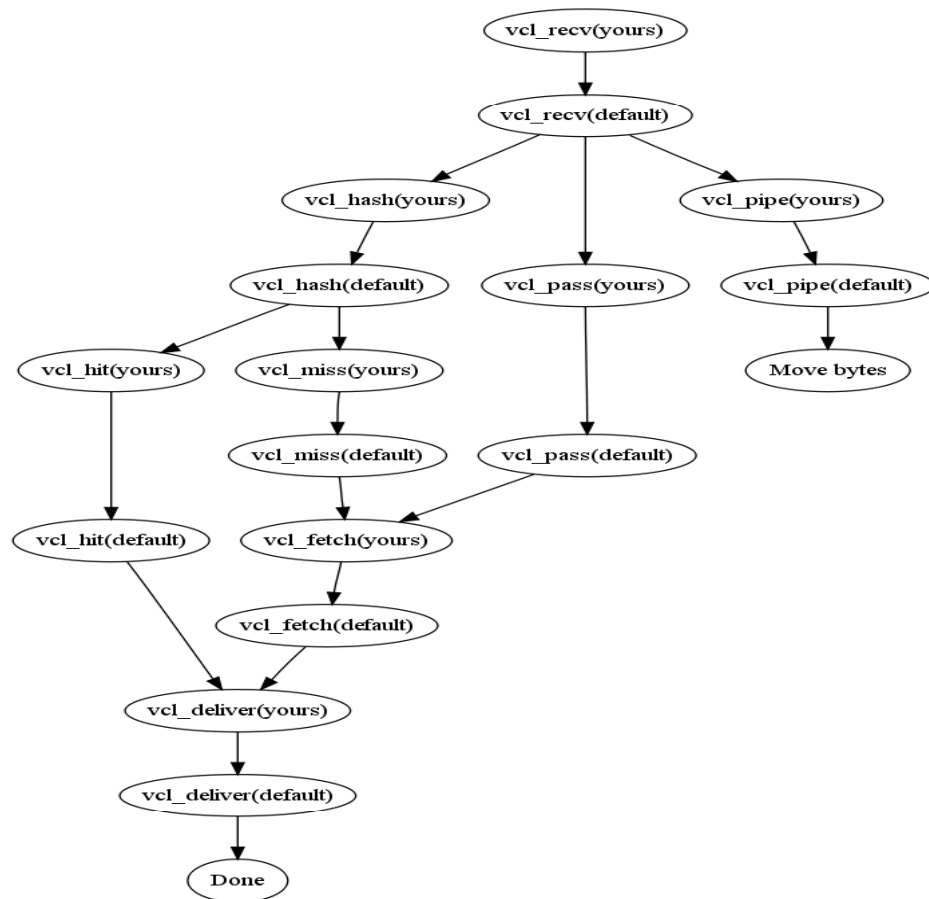 vcl_recv(yours)
vcl_recv(default)
vcl_hash(yours)
vcl_pipe(yours)
vcl_hash(default)
vcl_pass(yours)
vcl_pipe(default)
vcl_hit(yours)
vcl_miss(yours)
Move bytes
vcl_miss(default)
vcl_pass(default)
vcl_hit(default)
vcl_fetch(yours)
vcl_fetch(default)
vcl_deliver(yours)
vcl_deliver(default)
Done